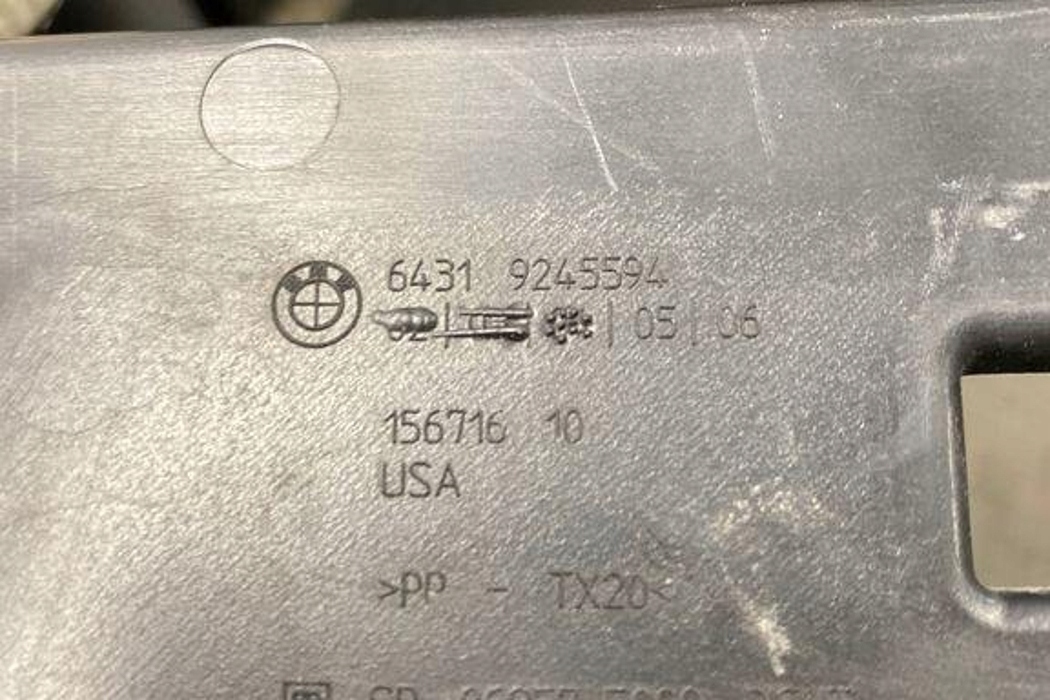 6431 9245594
| 05 | 06
156716 10
USA
>PP - TX20<